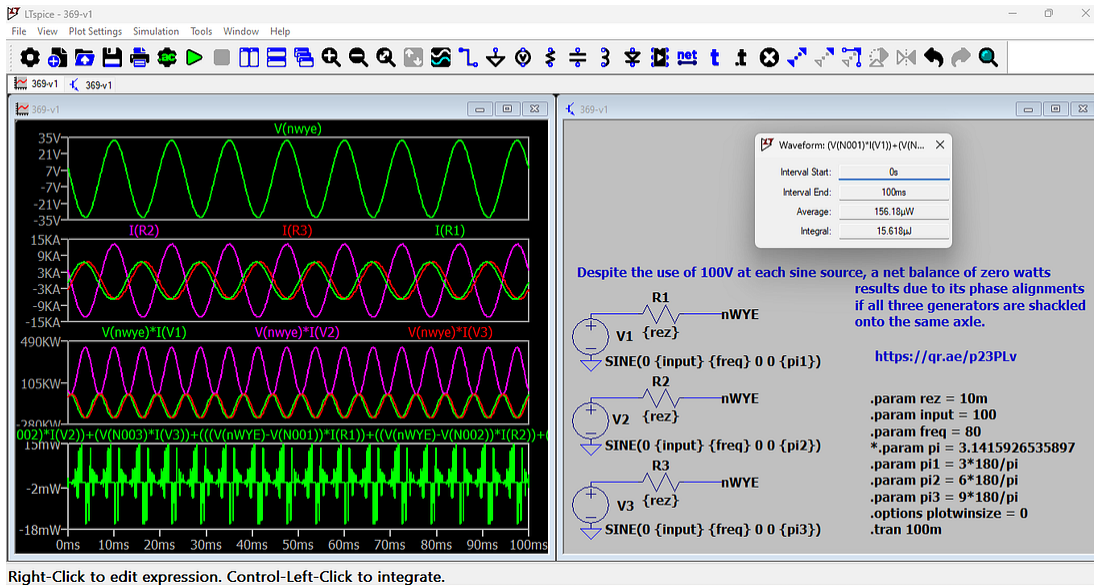 LTspice - 369-v1
File View Plot Settings Simulation Tools Window Help
ac
net t t
369-v1 369-v1
369-v1
V(nwye)
35V
21V
7V
-7V
-21V
-35V
I(R2) I(R3) I(R1)
15KA
9KA
3KA
-3KA
-9KA
-15KA
V(nwye)*I(V1) V(nwye)*I(V2) V(nwye)*I(V3)
490KW
105KW
-280KW
002)*I(V2))+(V(N003)*I(V3))+(((V(nWYE)-V(N001))*I(R1))+((V(nWYE)-V(N002))*I(R2))+(
15mW
-2mW
-18mW
0ms 10ms 20ms 30ms 40ms 50ms 60ms 70ms 80ms 90ms 100ms
369-v1
Waveform: (V(N001)*I(V1))+(V(N...
Interval Start: 0s
Interval End: 100ms
Average: 156.18µW
Integral: 15.618µJ
Despite the use of 100V at each sine source, a net balance of zero watts
results due to its phase alignments
if all three generators are shackled
onto the same axle.
https://qr.ae/p23PLv
R1
nWYE
V1 {rez}
SINE(0 {input} {freq} 0 0 {pi1})
R2
nWYE
V2 {rez}
SINE(0 {input} {freq} 0 0 {pi2})
R3
nWYE
V3 {rez}
SINE(0 {input} {freq} 0 0 {pi3})
.param rez = 10m
.param input = 100
.param freq = 80
*.param pi = 3.1415926535897
.param pi1 = 3*180/pi
.param pi2 = 6*180/pi
.param pi3 = 9*180/pi
.options plotwinsize = 0
.tran 100m
Right-Click to edit expression. Control-Left-Click to integrate.